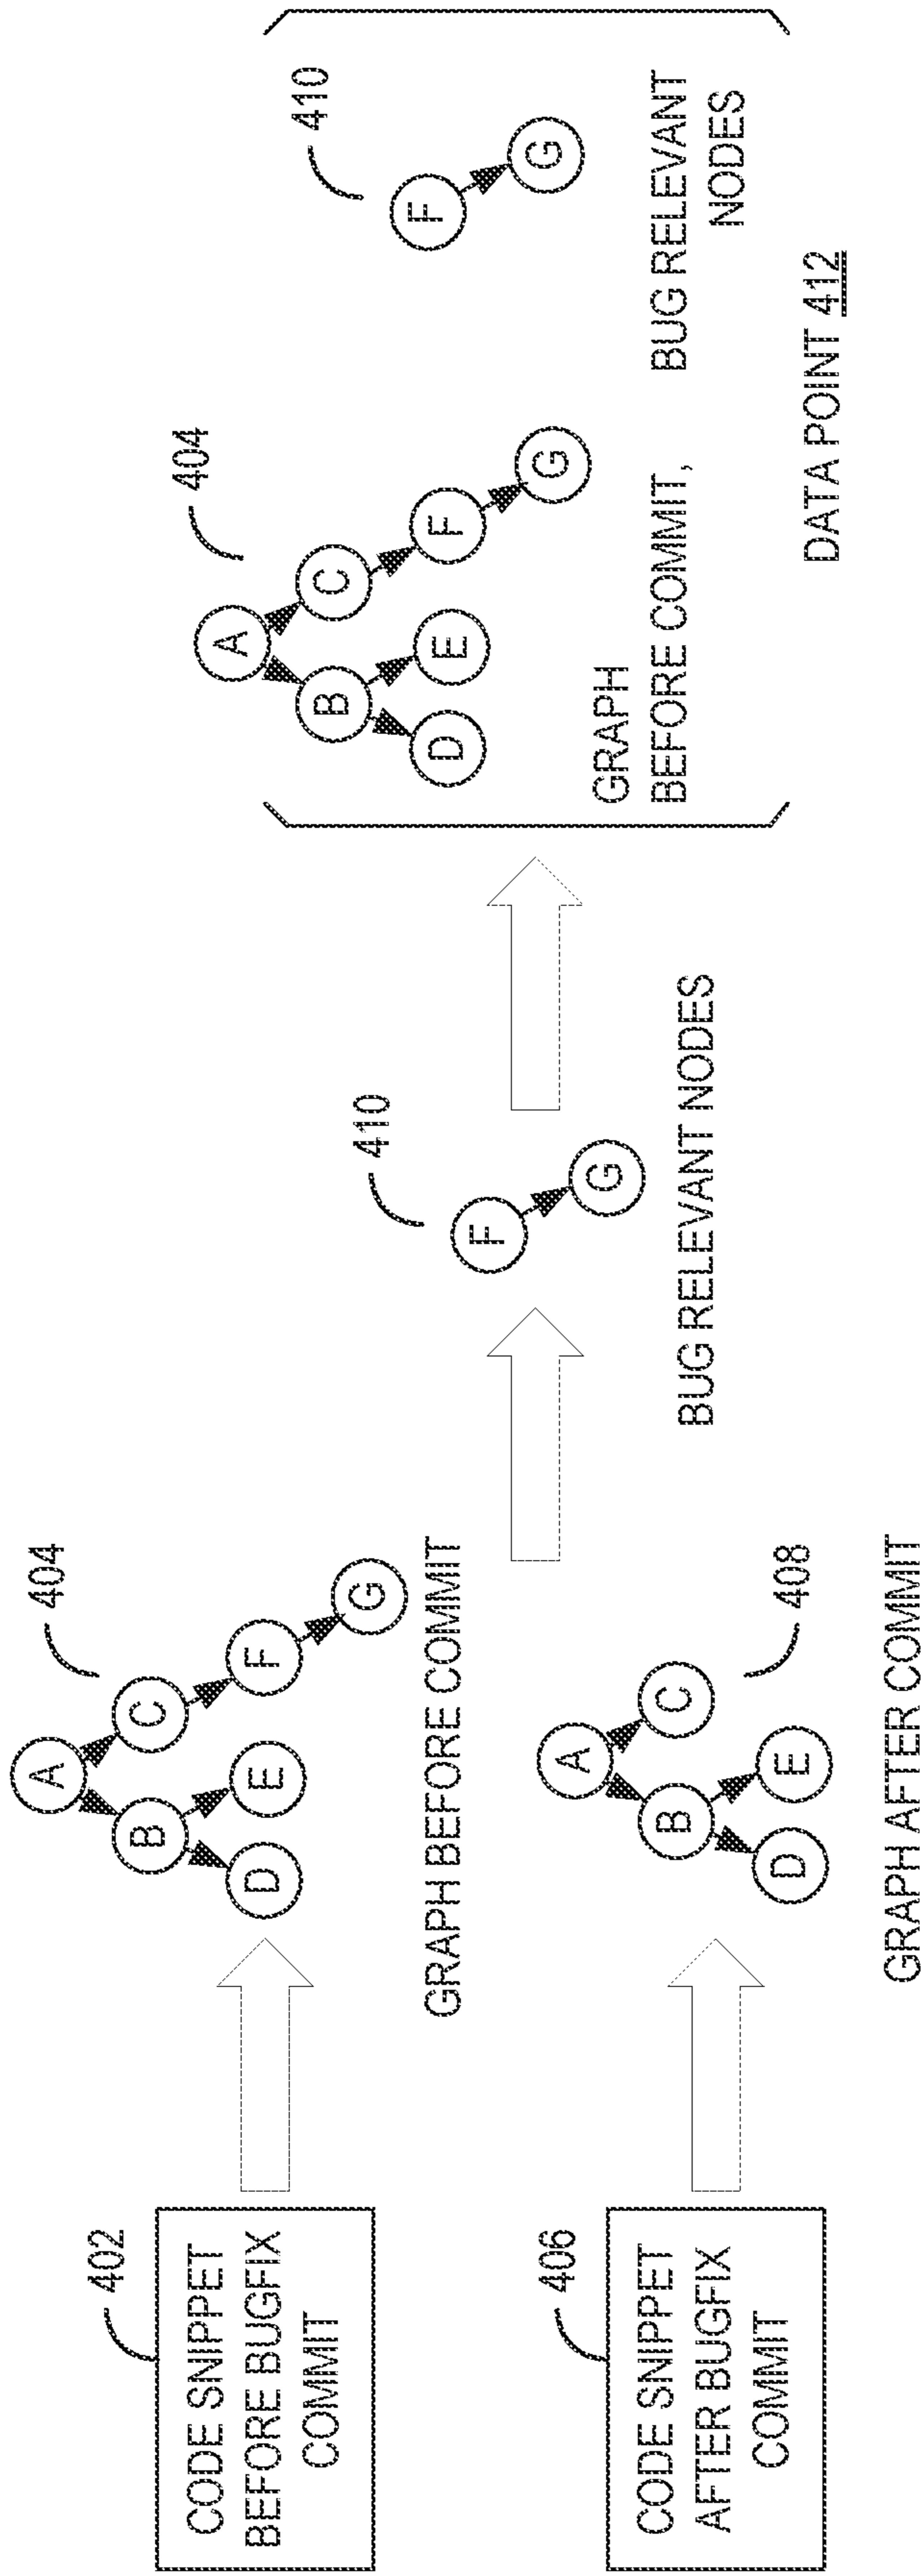 402
CODE SNIPPET
BEFORE BUGFIX
COMMIT
404
A
B
C
D
E
F
G
GRAPH BEFORE COMMIT
406
CODE SNIPPET
AFTER BUGFIX
COMMIT
A
B
C
D
E
408
GRAPH AFTER COMMIT
410
F
G
BUG RELEVANT NODES
404
A
B
C
D
E
F
G
GRAPH
BEFORE COMMIT,
410
F
G
BUG RELEVANT
NODES
DATA POINT 412